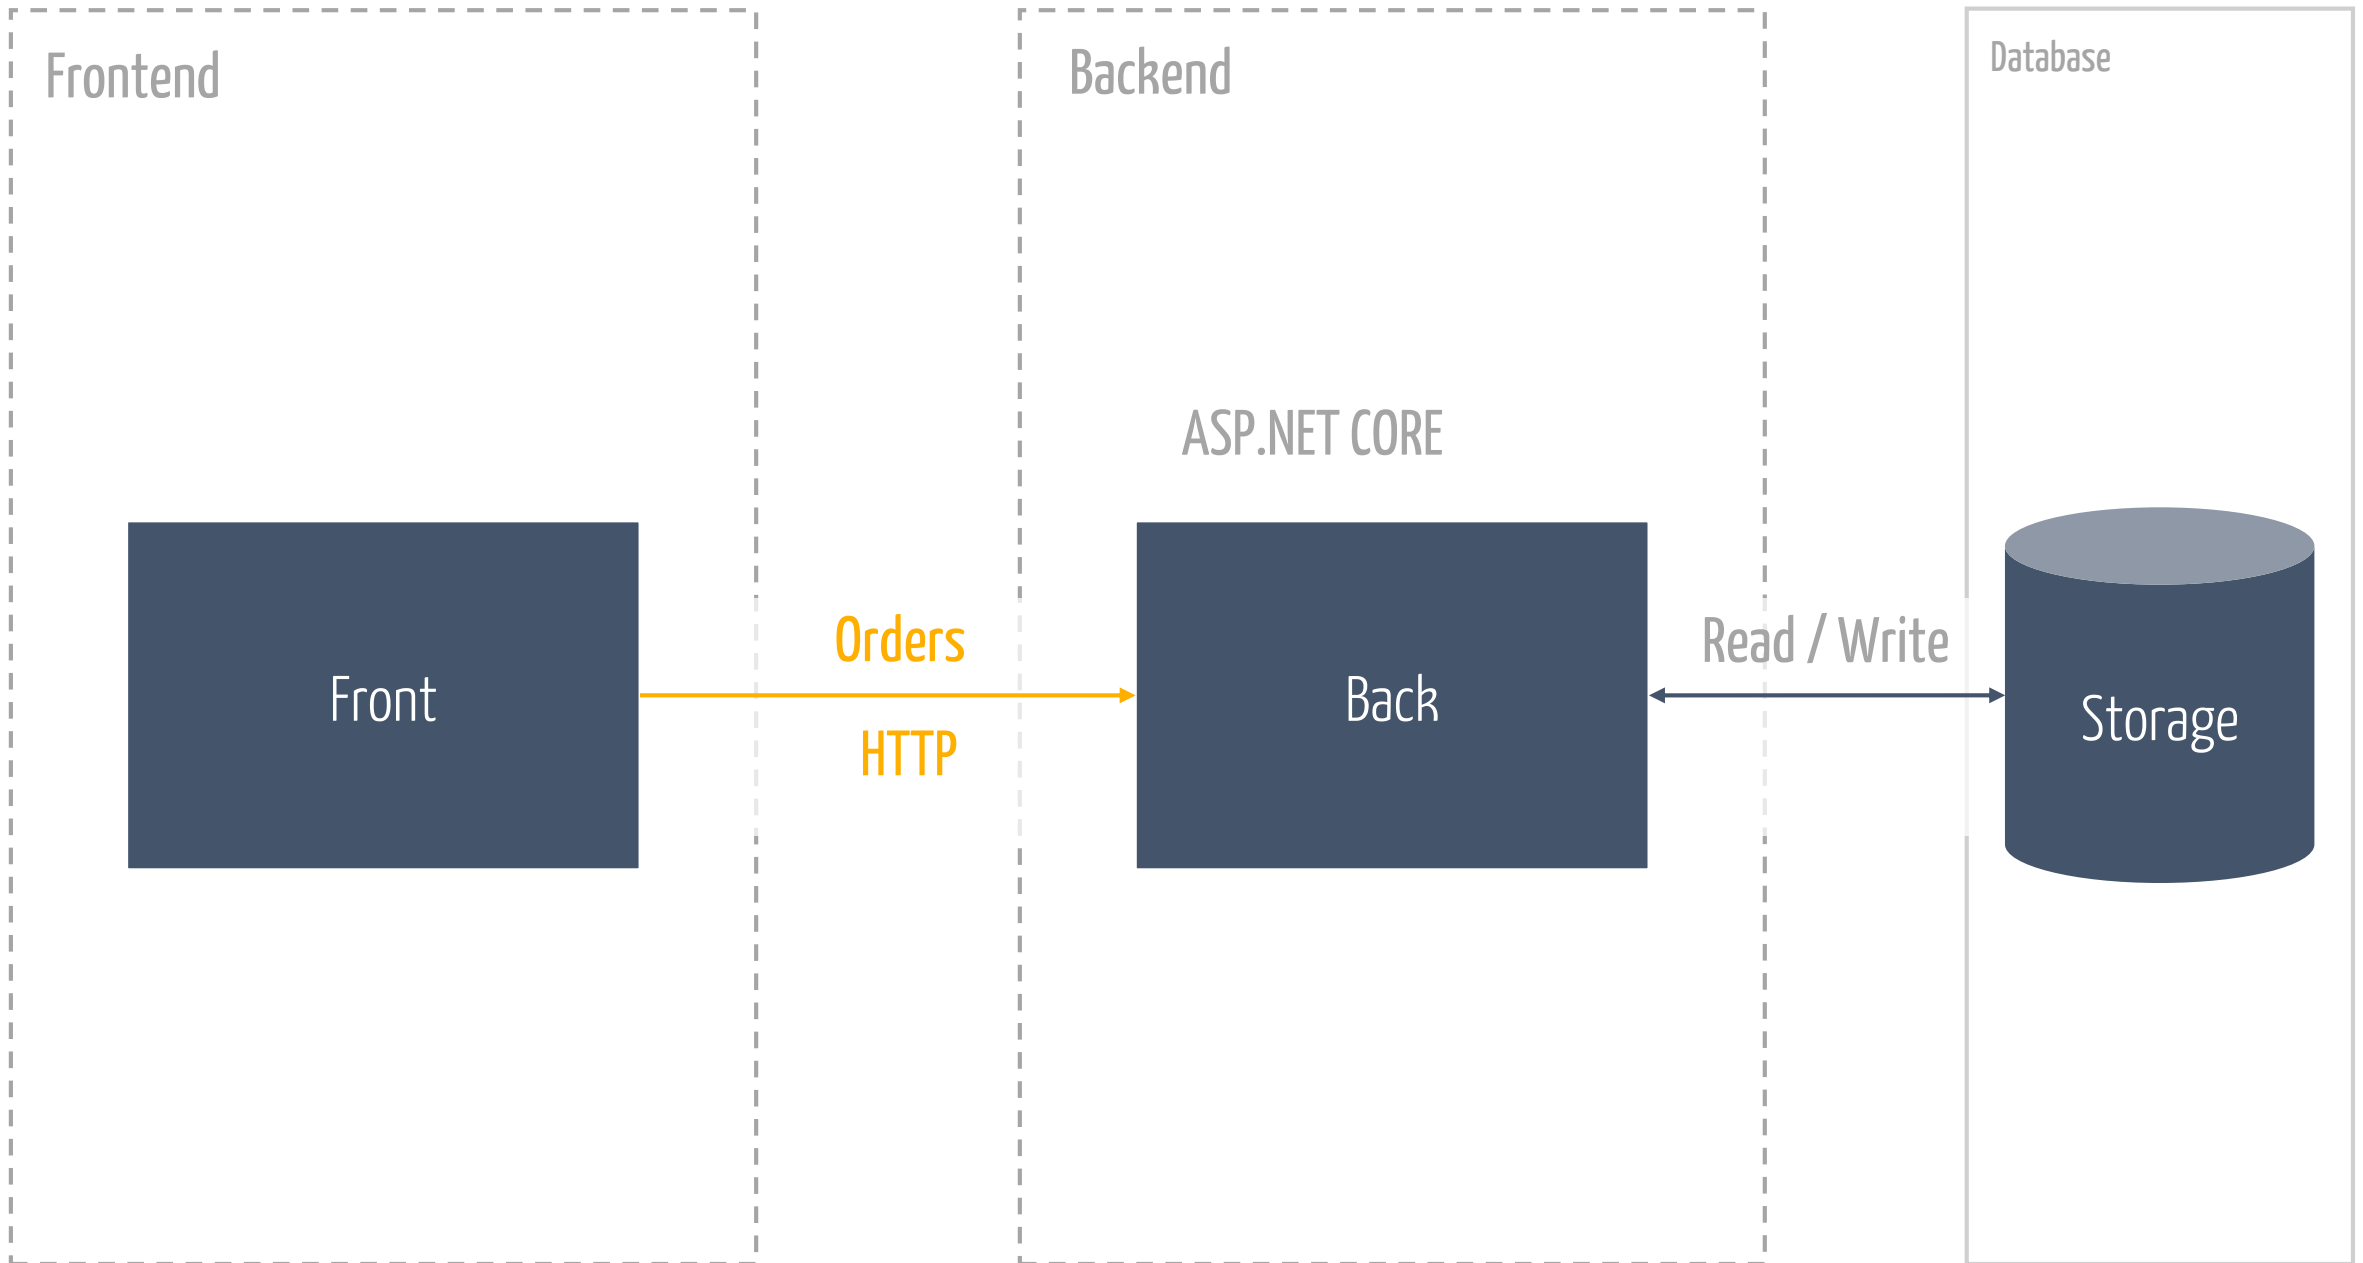 Frontend
Backend
Database
ASP.NET CORE
Orders
Read / Write
Front
Back
Storage
HTTP